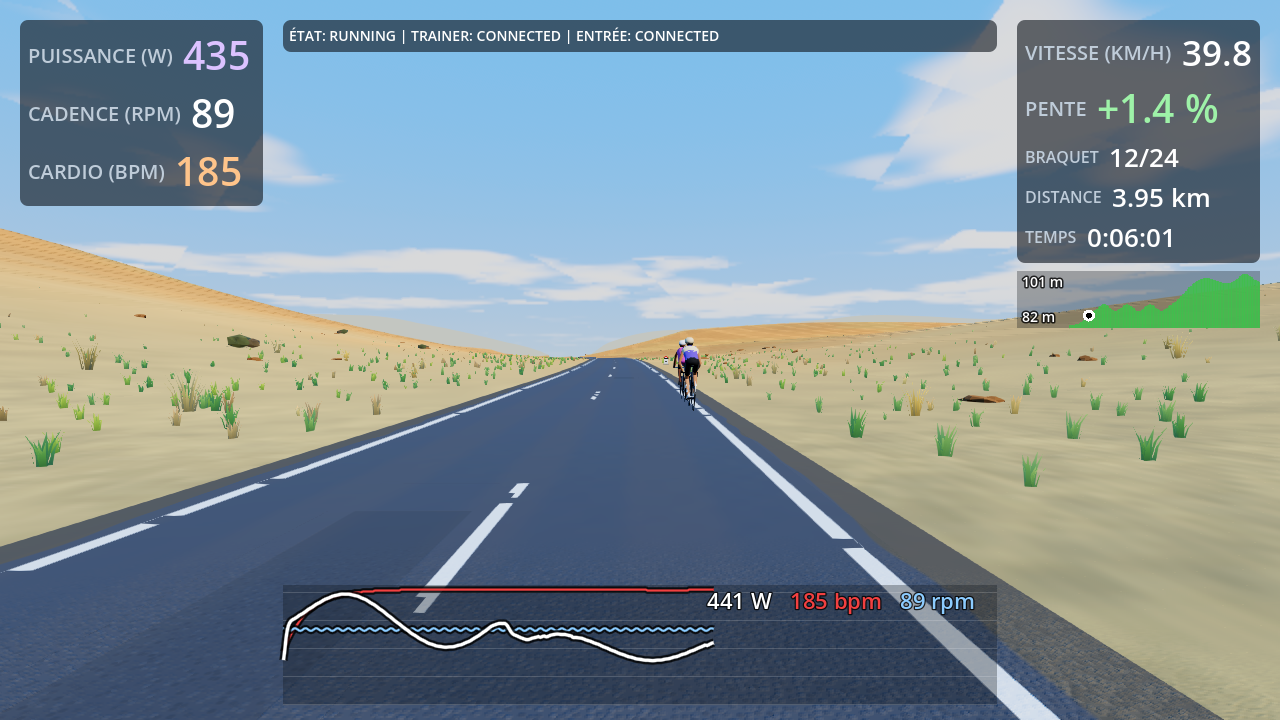 PUISSANCE (W) 435
CADENCE (RPM) 89
CARDIO (BPM) 185
ÉTAT: RUNNING | TRAINER: CONNECTED | ENTRÉE: CONNECTED
VITESSE (KM/H) 39.8
PENTE +1.4 %
BRAQUET 12/24
DISTANCE 3.95 km
TEMPS 0:06:01
101 m
82 m
441 W 185 bpm 89 rpm